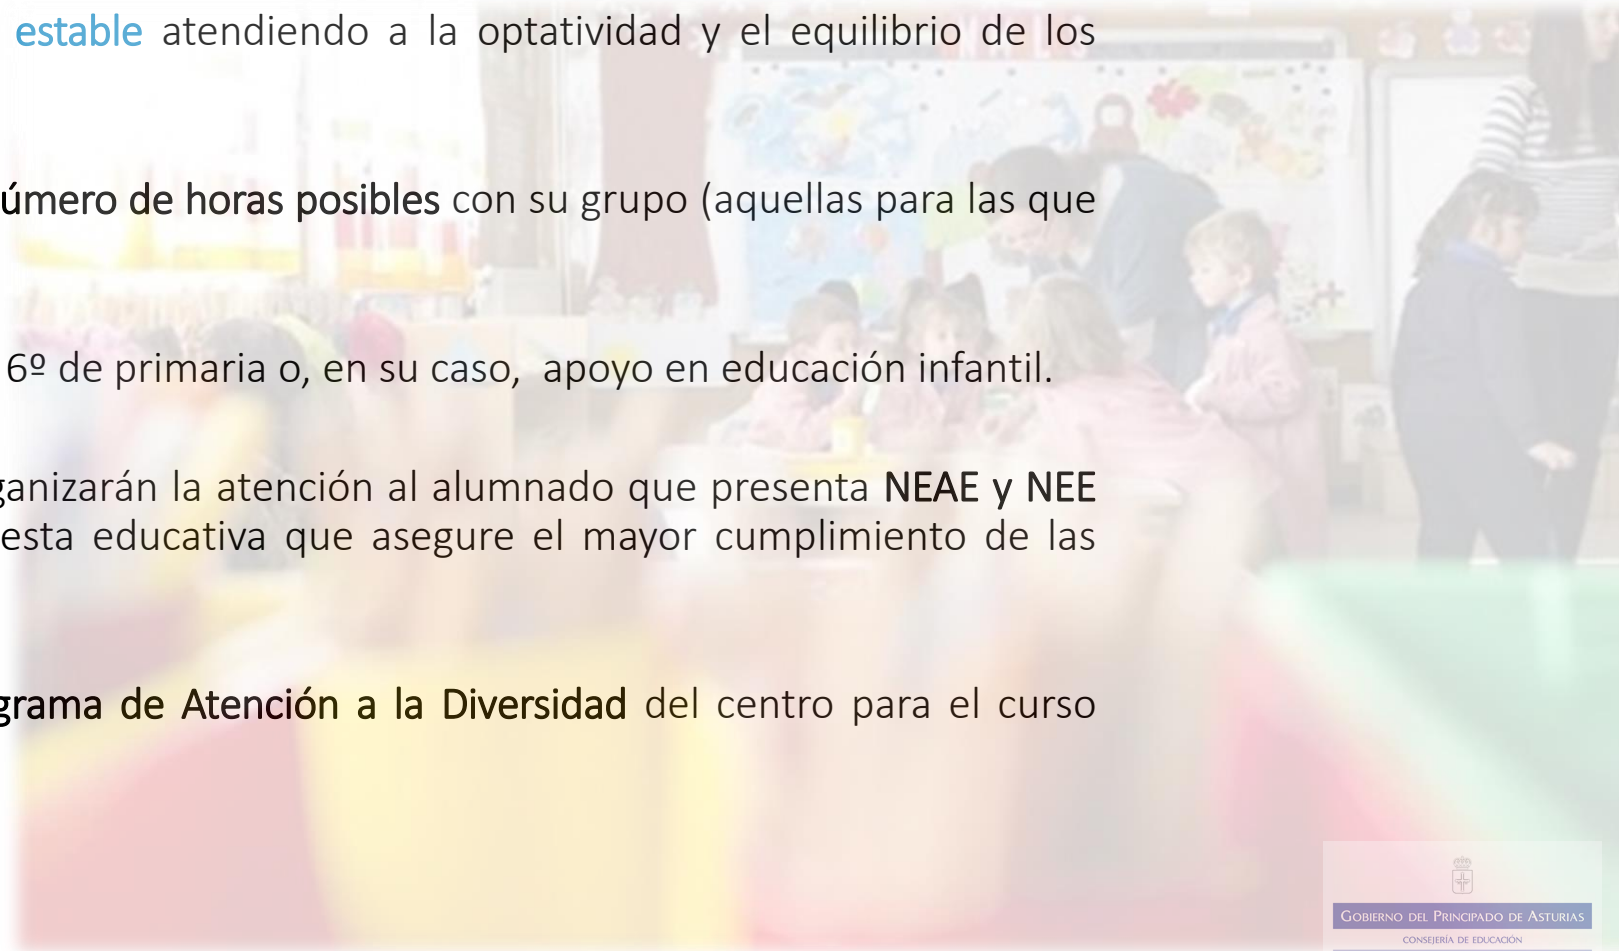 estable atendiendo a la optatividad y el equilibrio de los
úmero de horas posibles con su grupo (aquellas para las que
6º de primaria o, en su caso, apoyo en educación infantil.
ganizarán la atención al alumnado que presenta NEAE y NEE
esta educativa que asegure el mayor cumplimiento de las
grama de Atención a la Diversidad del centro para el curso
GOBIERNO DEL PRINCIPADO DE ASTURIAS
CONSEJERÍA DE EDUCACIÓN